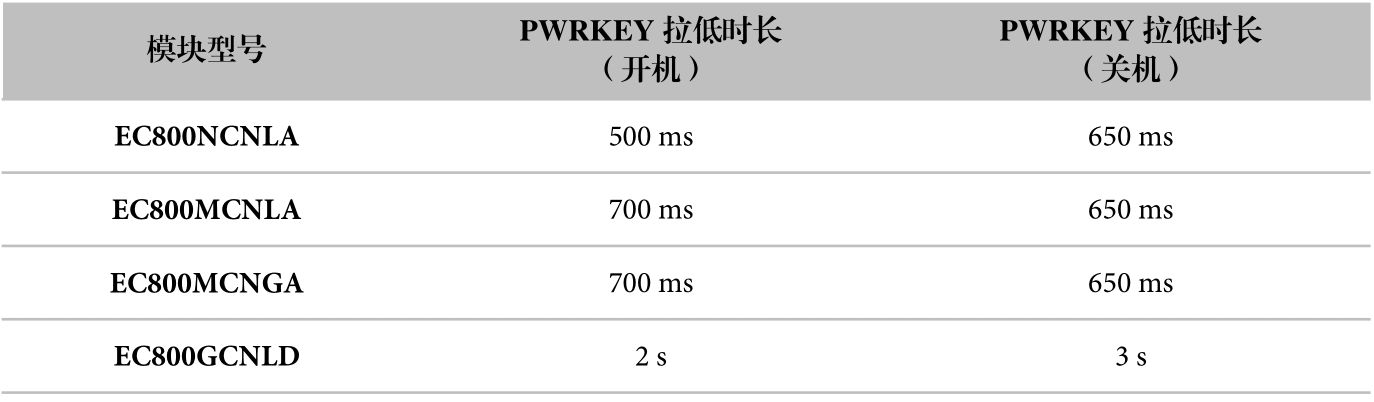 模块型号
PWRKEY 拉低时长
（开机）
PWRKEY 拉低时长
（关机）
EC800NCNLA 500 ms 650 ms
EC800MCNLA 700 ms 650 ms
EC800MCNGA 700 ms 650 ms
EC800GCNLD 2 s 3 s